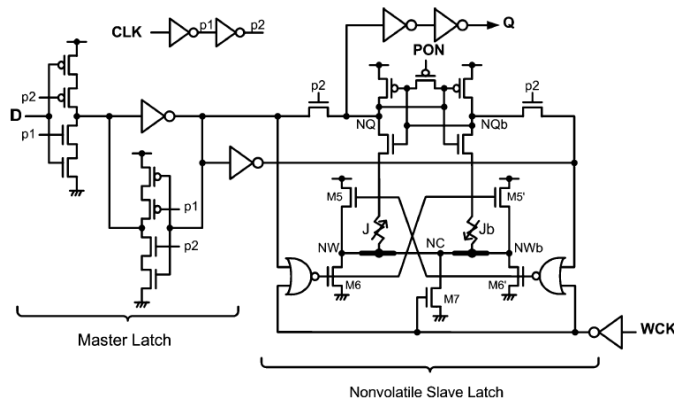 CLK p1 p2
Q
PON
p2 p2
p2
D
p1
NQ NQb
p1
p2
M5 M5'
J Jb
NW NC NWb
M6 M7 M6'
WCK
Master Latch
Nonvolatile Slave Latch